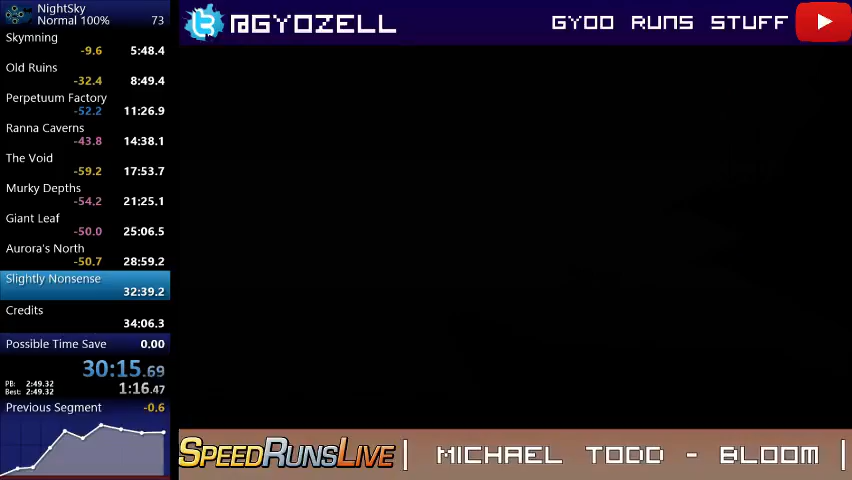 NightSky
Normal 100% 73
Skymning
-9.6 5:48.4
Old Ruins
-32.4 8:49.4
Perpetuum Factory
-52.2 11:26.9
Ranna Caverns
-43.8 14:38.1
The Void
-59.2 17:53.7
Murky Depths
-54.2 21:25.1
Giant Leaf
-50.0 25:06.5
Aurora's North
-50.7 28:59.2
Slightly Nonsense
32:39.2
Credits
34:06.3
Possible Time Save 0.00
30:15.69
PB: 2:49.32
Best: 2:49.32
1:16.47
Previous Segment -0.6
@GYOZELL
GYOO RUNS STUFF
SPEEDRUNSLIVE | MICHAEL TODD - BLOOM |